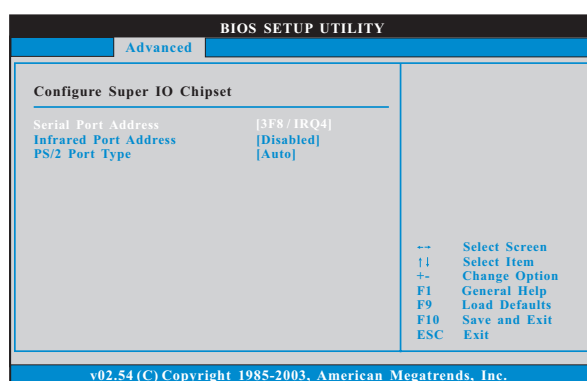 BIOS SETUP UTILITY
Advanced
Configure Super IO Chipset
Serial Port Address [3F8 / IRQ4]
Infrared Port Address [Disabled]
PS/2 Port Type [Auto]
←→ Select Screen
↑↓ Select Item
+- Change Option
F1 General Help
F9 Load Defaults
F10 Save and Exit
ESC Exit
v02.54 (C) Copyright 1985-2003, American Megatrends, Inc.